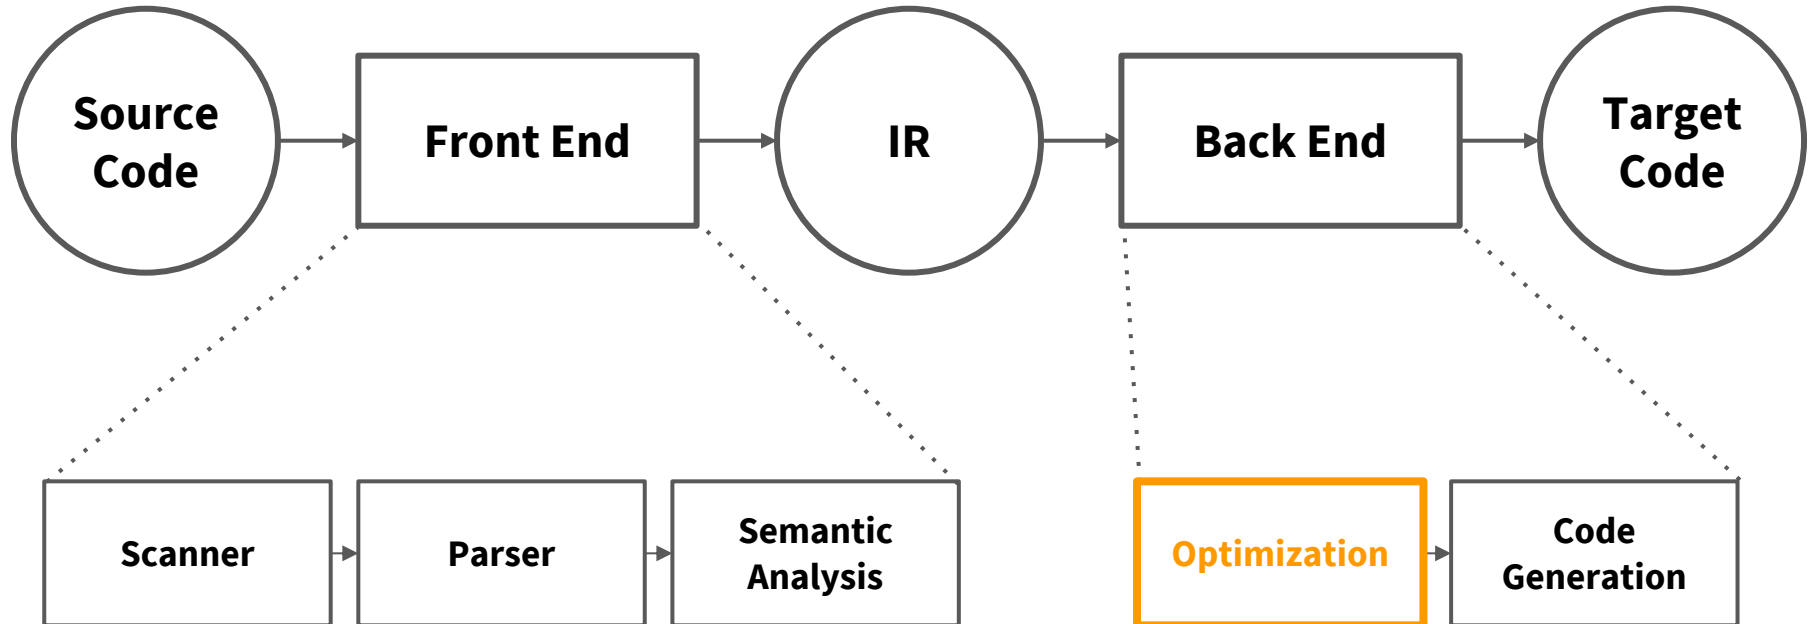 Source
Code
Front End
IR
Back End
Target
Code
Scanner
Parser
Semantic
Analysis
Optimization
Code
Generation